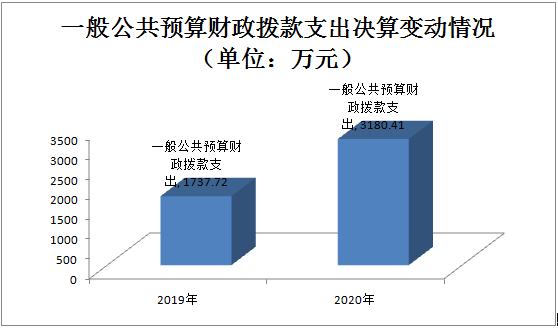 一般公共预算财政拨款支出决算变动情况
（单位：万元）
一般公共预算财
政拨款支
出, 3180.41
一般公共预算财
政拨款支
出, 1737.72
3500
3000
2500
2000
1500
1000
500
0
2019年
2020年